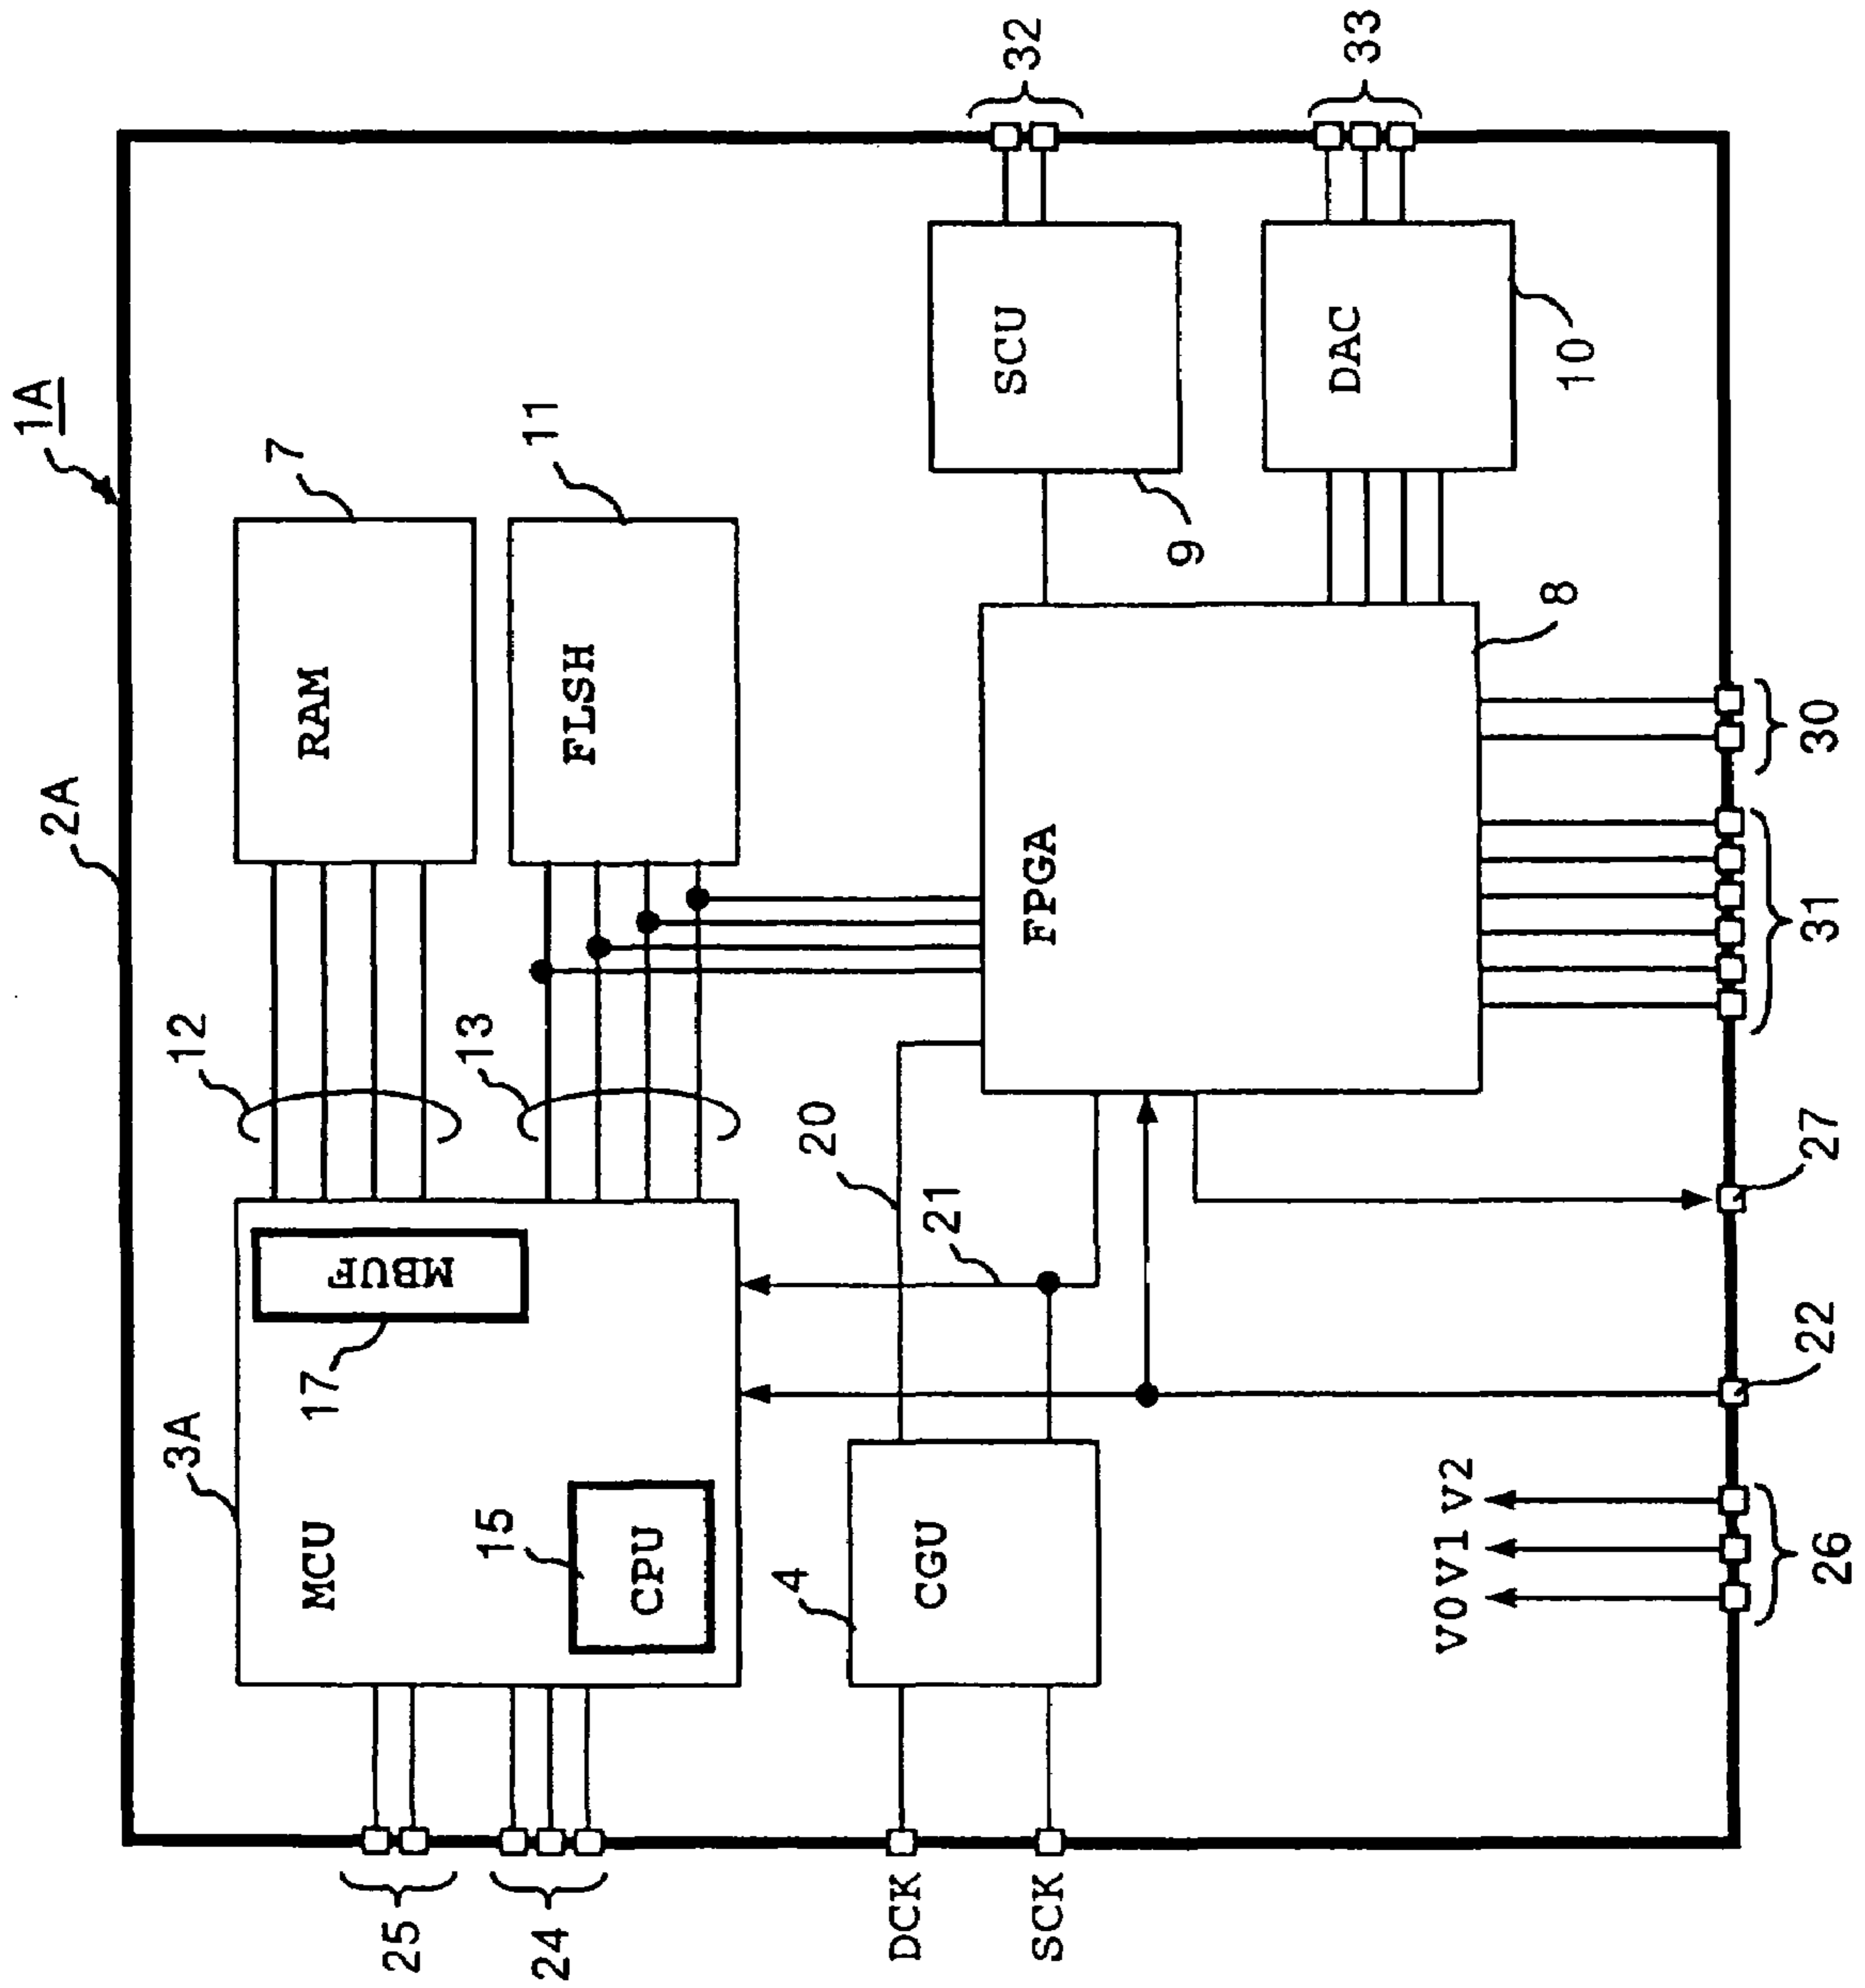 1A
2A
3A
12
7
RAM
MBUF
17
MCU
15
CPU
13
11
FLSH
25
24
20
21
4
CGU
DCK
SCK
FPGA
8
SCU
9
32
DAC
10
33
V0
V1
V2
26
22
27
31
30